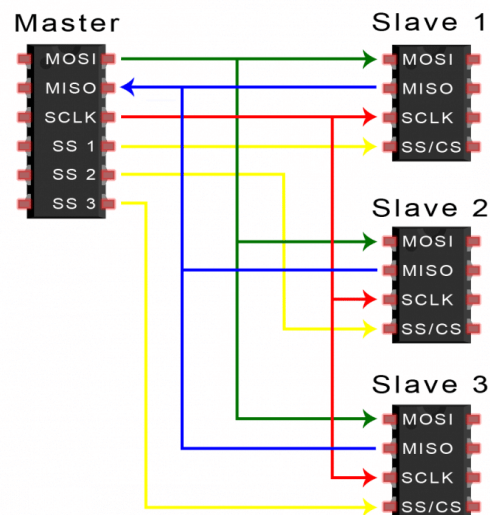 Master
MOSI
MISO
SCLK
SS 1
SS 2
SS 3
Slave 1
MOSI
MISO
SCLK
SS/CS
Slave 2
MOSI
MISO
SCLK
SS/CS
Slave 3
MOSI
MISO
SCLK
SS/CS